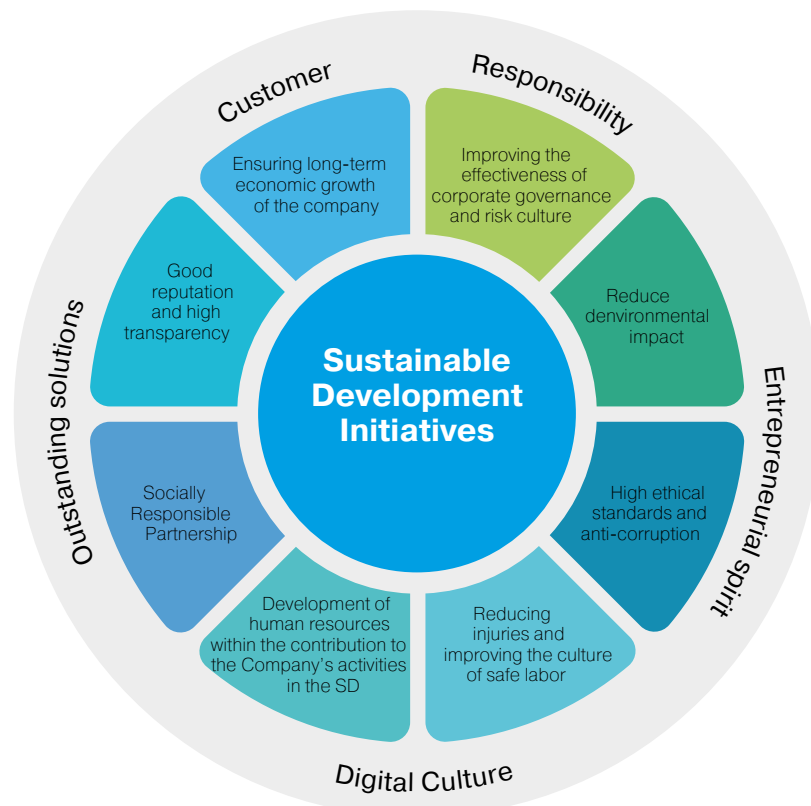 Customer
Responsibility
Ensuring long-term
economic growth
of the company
Improving the
effectiveness of
corporate governance
and risk culture
Good
reputation
and high
transparency
Reduce
denvironmental
impact
Outstanding solutions
Sustainable
Development
Initiatives
Entrepreneurial spirit
Socially
Responsible
Partnership
High ethical
standards and
anti-corruption
Development of
human resources
within the contribution to
the Company's activities
in the SD
Reducing
injuries and
improving the culture
of safe labor
Digital Culture